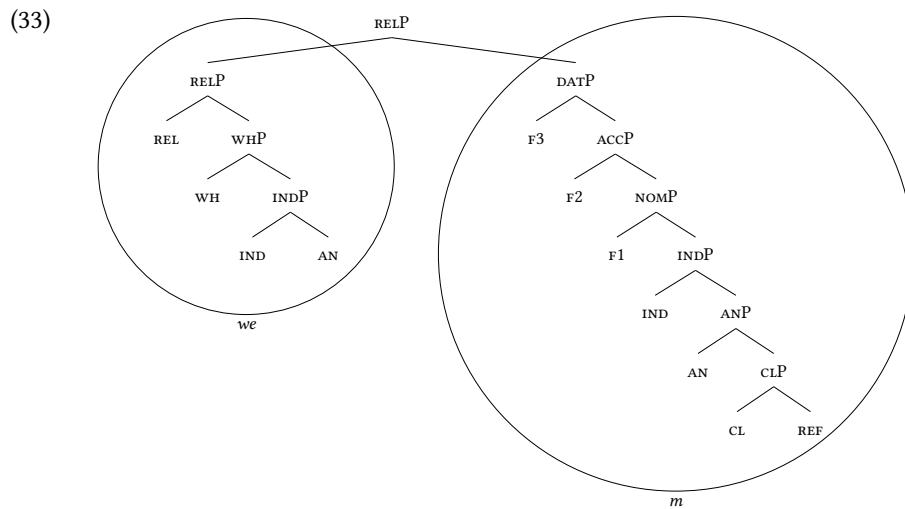 (33)
RELP
RELP DATP
REL WHP F3 ACCP
WH INDP F2 NOMP
IND AN F1 INDP
IND ANP
we
AN CLP
CL REF
m